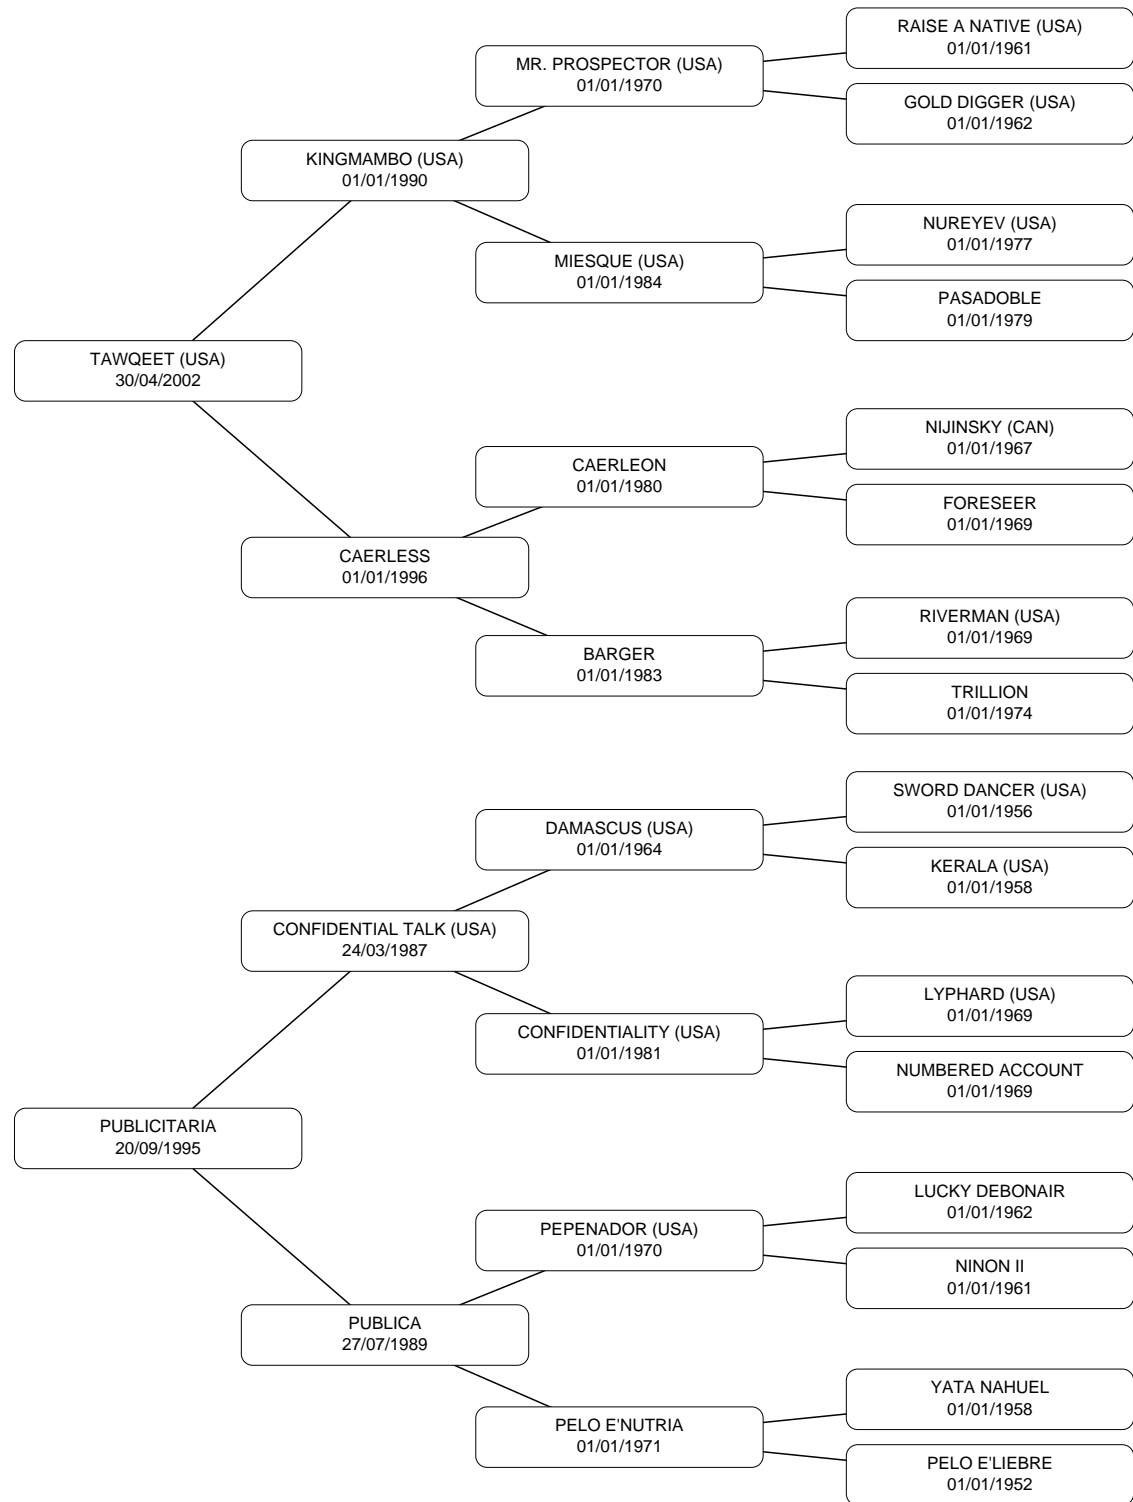 RAISE A NATIVE (USA)
01/01/1961
MR. PROSPECTOR (USA)
01/01/1970
GOLD DIGGER (USA)
01/01/1962
KINGMAMBO (USA)
01/01/1990
NUREYEV (USA)
01/01/1977
MIESQUE (USA)
01/01/1984
PASADOBLE
01/01/1979
TAWQEET (USA)
30/04/2002
NIJINSKY (CAN)
01/01/1967
CAERLEON
01/01/1980
FORESEER
01/01/1969
CAERLESS
01/01/1996
RIVERMAN (USA)
01/01/1969
BARGER
01/01/1983
TRILLION
01/01/1974
SWORD DANCER (USA)
01/01/1956
DAMASCUS (USA)
01/01/1964
KERALA (USA)
01/01/1958
CONFIDENTIAL TALK (USA)
24/03/1987
LYPHARD (USA)
01/01/1969
CONFIDENTIALITY (USA)
01/01/1981
NUMBERED ACCOUNT
01/01/1969
PUBLICITARIA
20/09/1995
LUCKY DEBONAIR
01/01/1962
PEPENADOR (USA)
01/01/1970
NINON II
01/01/1961
PUBLICA
27/07/1989
YATA NAHUEL
01/01/1958
PELO E'NUTRIA
01/01/1971
PELO E'LIEBRE
01/01/1952